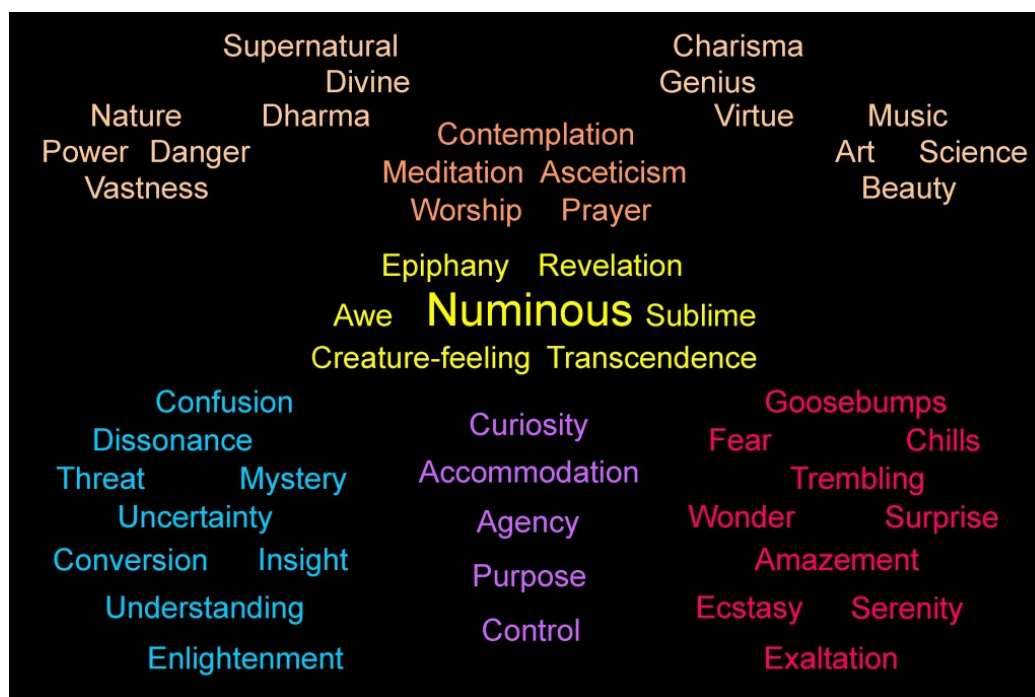 Supernatural Charisma
Divine Genius
Nature Dharma Virtue Music
Contemplation
Power Danger Art Science
Meditation Asceticism
Vastness Beauty
Worship Prayer
Epiphany Revelation
Awe Numinous Sublime
Creature-feeling Transcendence
Confusion Goosebumps
Curiosity
Dissonance Fear Chills
Accommodation
Threat Mystery Trembling
Uncertainty Agency Wonder Surprise
Conversion Insight Amazement
Purpose
Understanding Ecstasy Serenity
Control
Enlightenment Exaltation